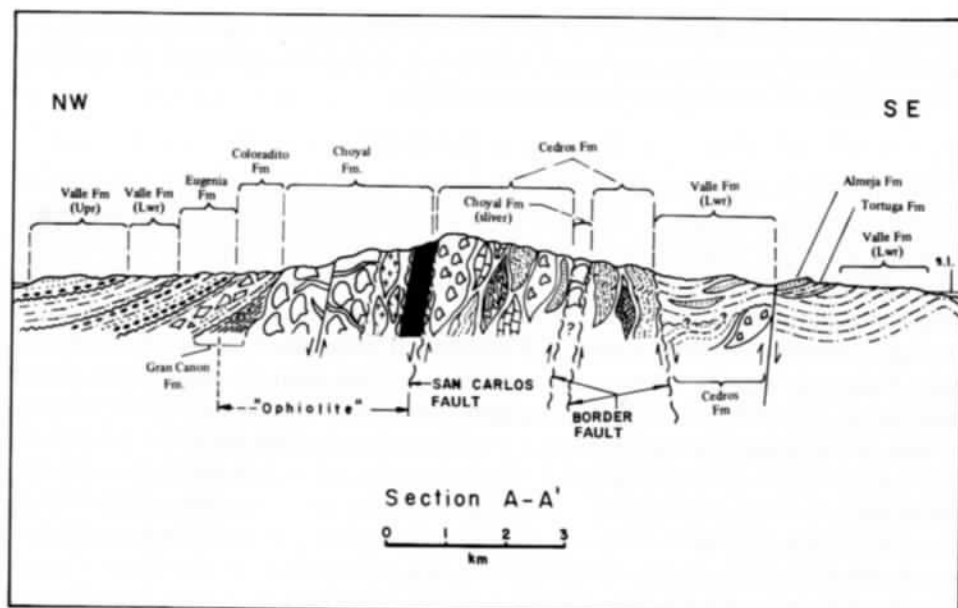 NW
SE
Coloradito
Fm
Choyal
Fm.
Cedros Fm
Valle Fm
(Upr)
Valle Fm
(Lwr)
Eugenia
Fm
Choyal Fm
(sliver)
Valle Fm
(Lwr)
Almeja Fm
Tortuga Fm
Valle Fm
(Lwr)
s.l.
?
?
?
Gran Canon
Fm.
"Ophiolite"
SAN CARLOS
FAULT
BORDER
FAULT
Cedros
Fm
Section A-A'
0 1 2 3
km